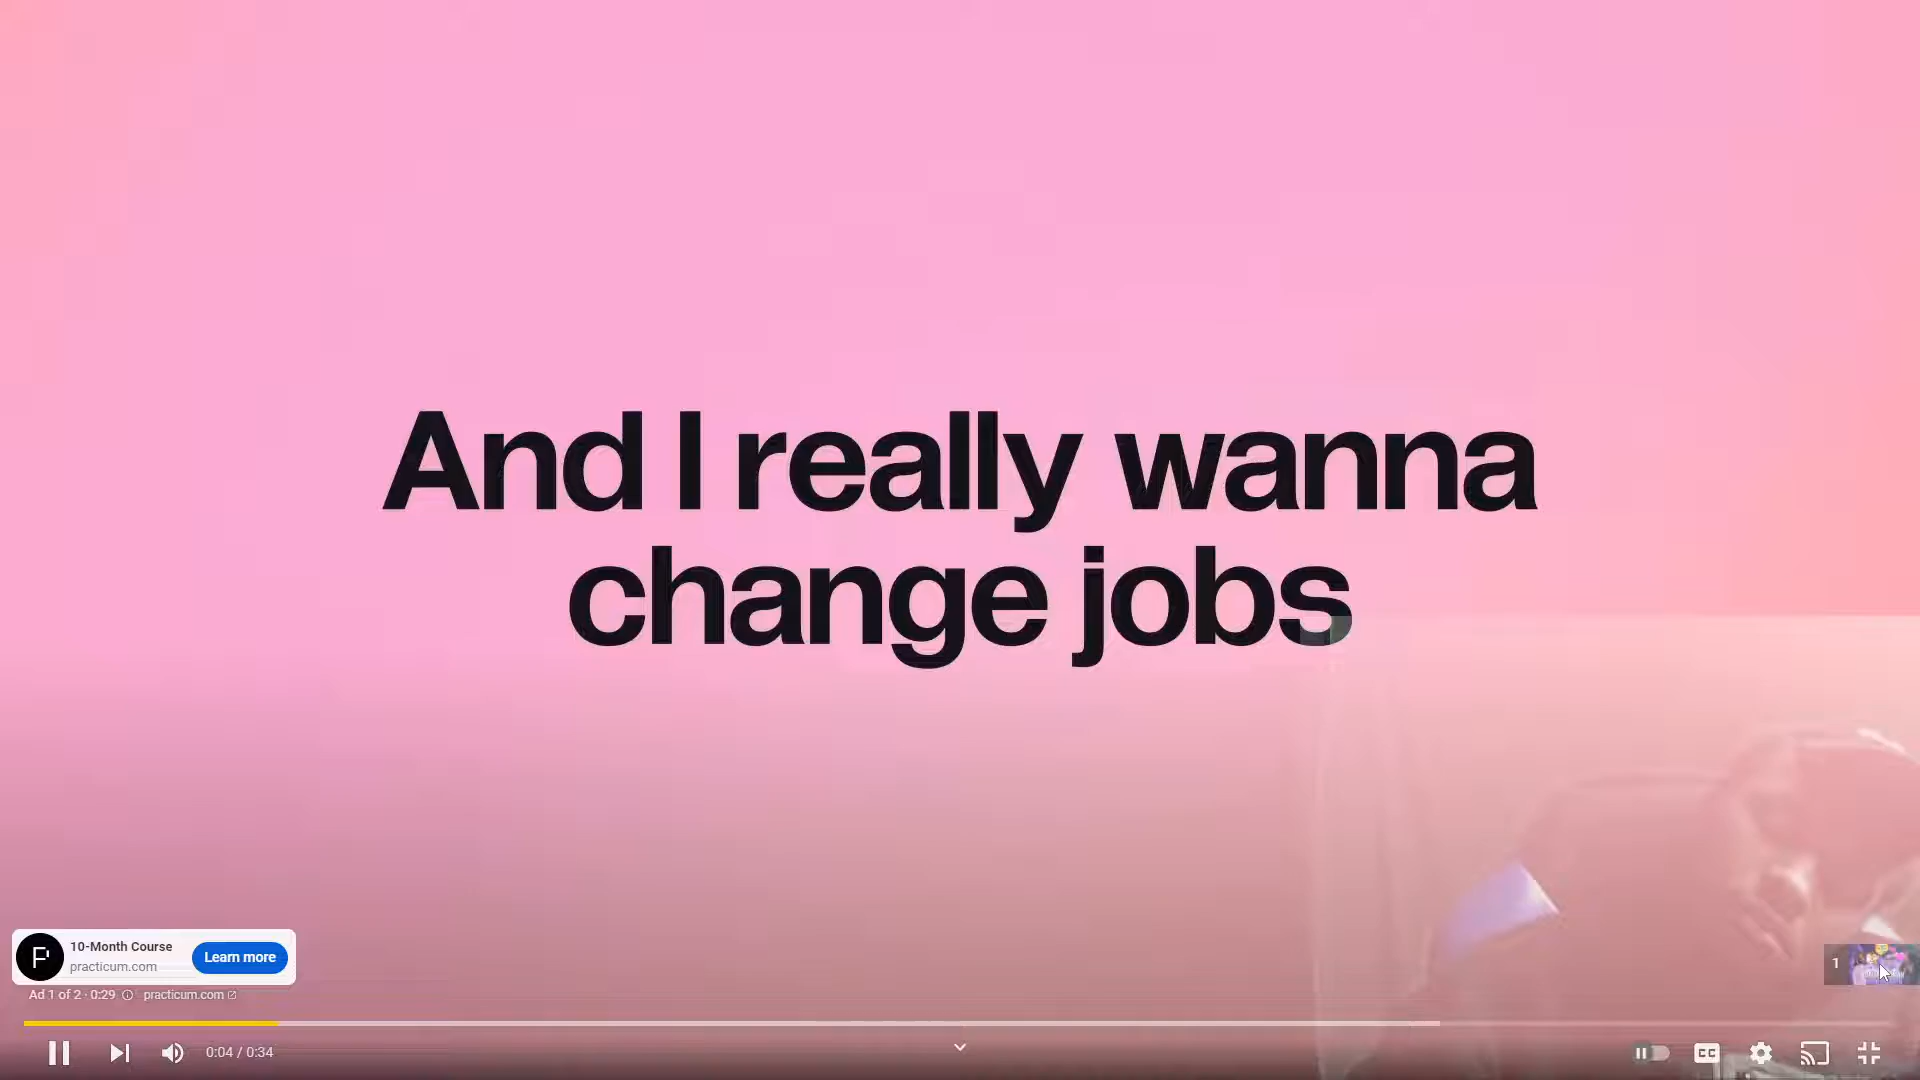 And I really wanna
change jobs
10-Month Course
practicum.com
Learn more
Ad 1 of 2 · 0:29
practicum.com
1
0:04 / 0:34
CC